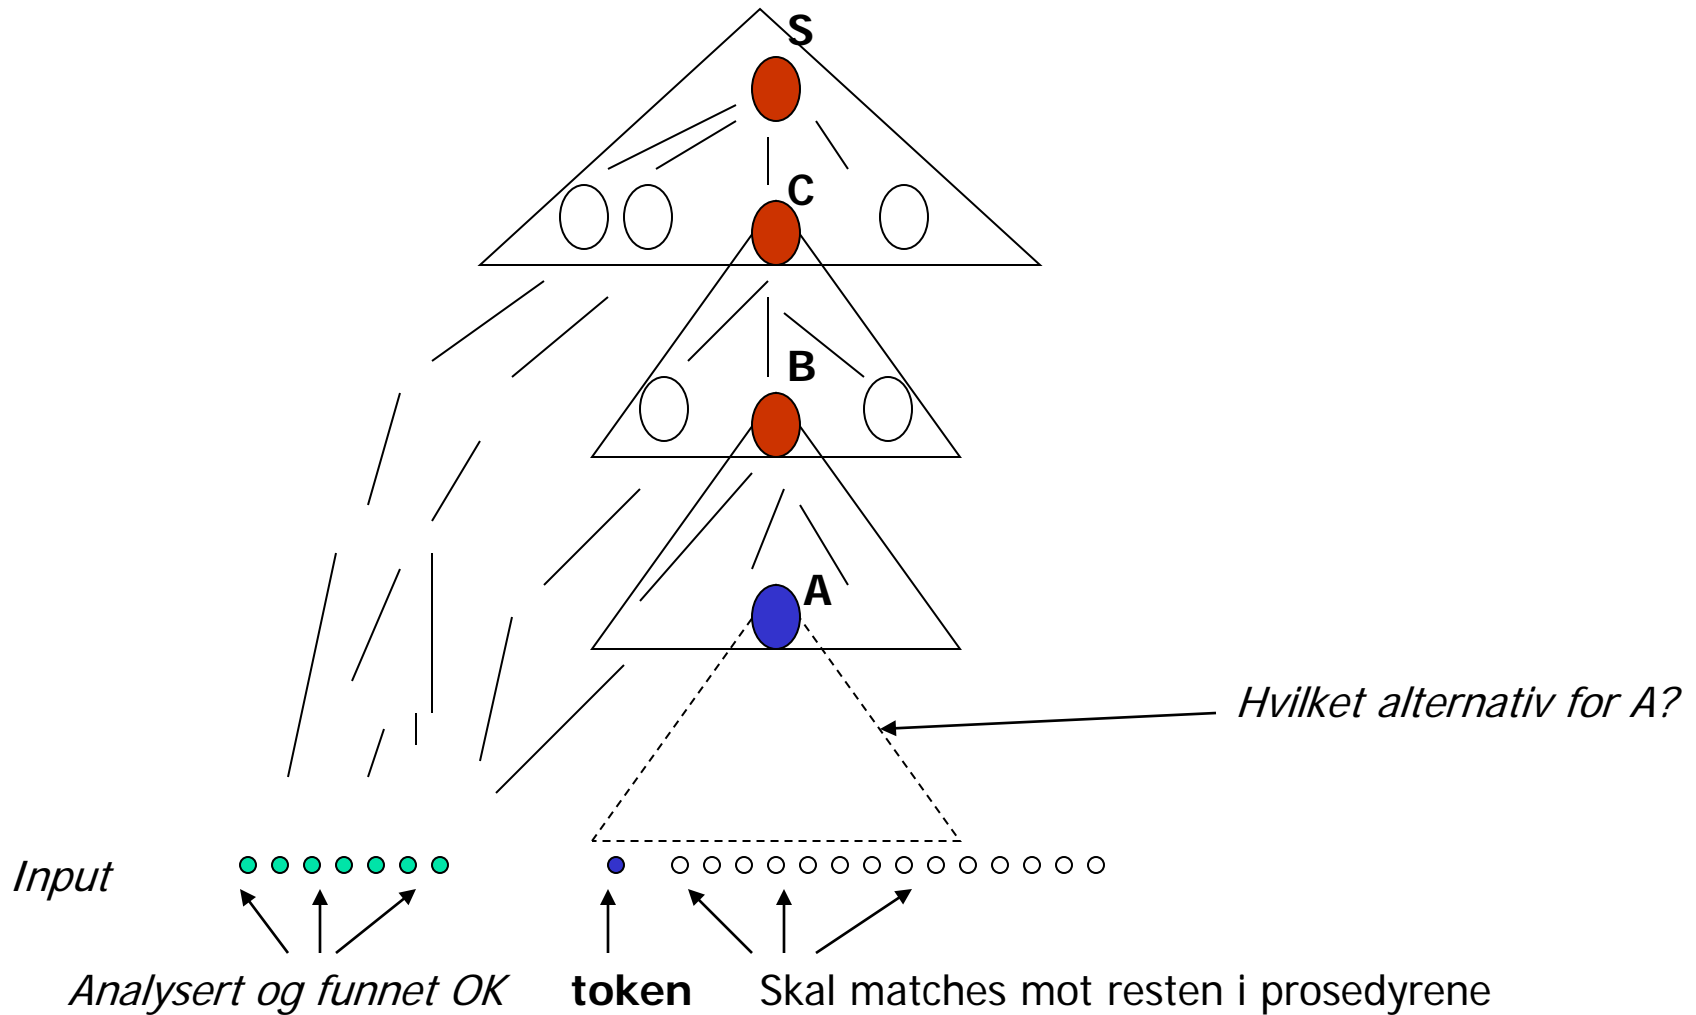 S
C
B
A
Hvilket alternativ for A?
Input
Analysert og funnet OK
token
Skal matches mot resten i prosedyrene